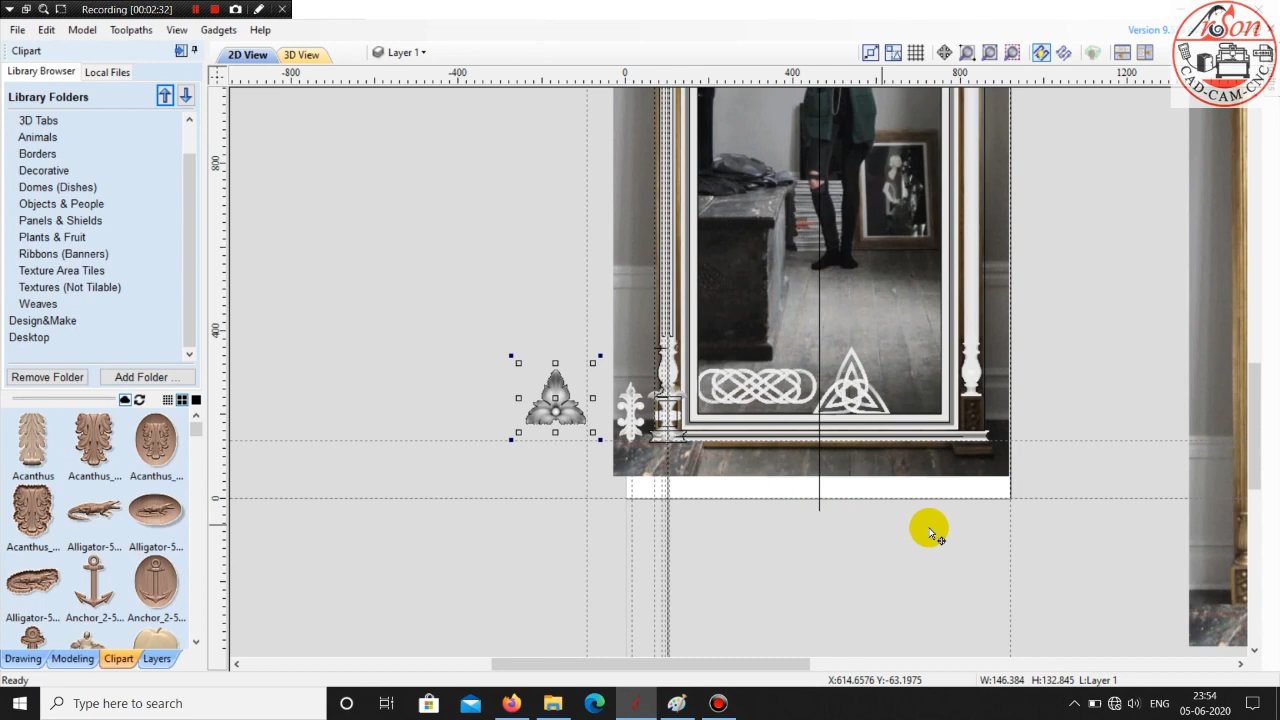 Recording [00:02:32]
File Edit Model Toolpaths View Gadgets Help
Version 9.
OrSon
CAD-CAM-CNC
Clipart
2D View 3D View Layer 1
Library Browser Local Files
-800 -400 0 400 800 1200
Library Folders
3D Tabs
Animals
Borders
Decorative
Domes (Dishes)
Objects & People
Panels & Shields
Plants & Fruit
Ribbons (Banners)
Texture Area Tiles
Textures (Not Tilable)
Weaves
Design&Make
Desktop
Remove Folder Add Folder ...
800
400
0
Acanthus Acanthus_... Acanthus_...
Acanthus_... Alligator-5... Alligator-5...
Alligator-5... Anchor_2-5... Anchor_2-5...
Drawing Modeling Clipart Layers
Ready
X:614.6576 Y:-63.1975 W:146.384 H:132.845 L:Layer 1
Type here to search
ENG
23:54
05-06-2020